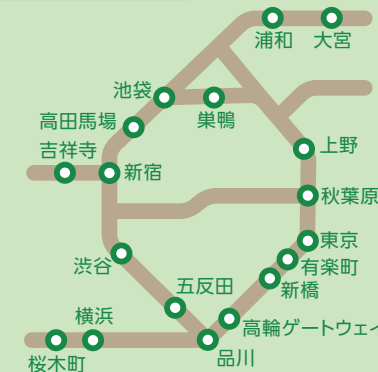 浦和
大宮
池袋
巣鴨
高田馬場
吉祥寺
新宿
上野
秋葉原
東京
有楽町
新橋
渋谷
五反田
高輪ゲートウェイ
横浜
桜木町
品川